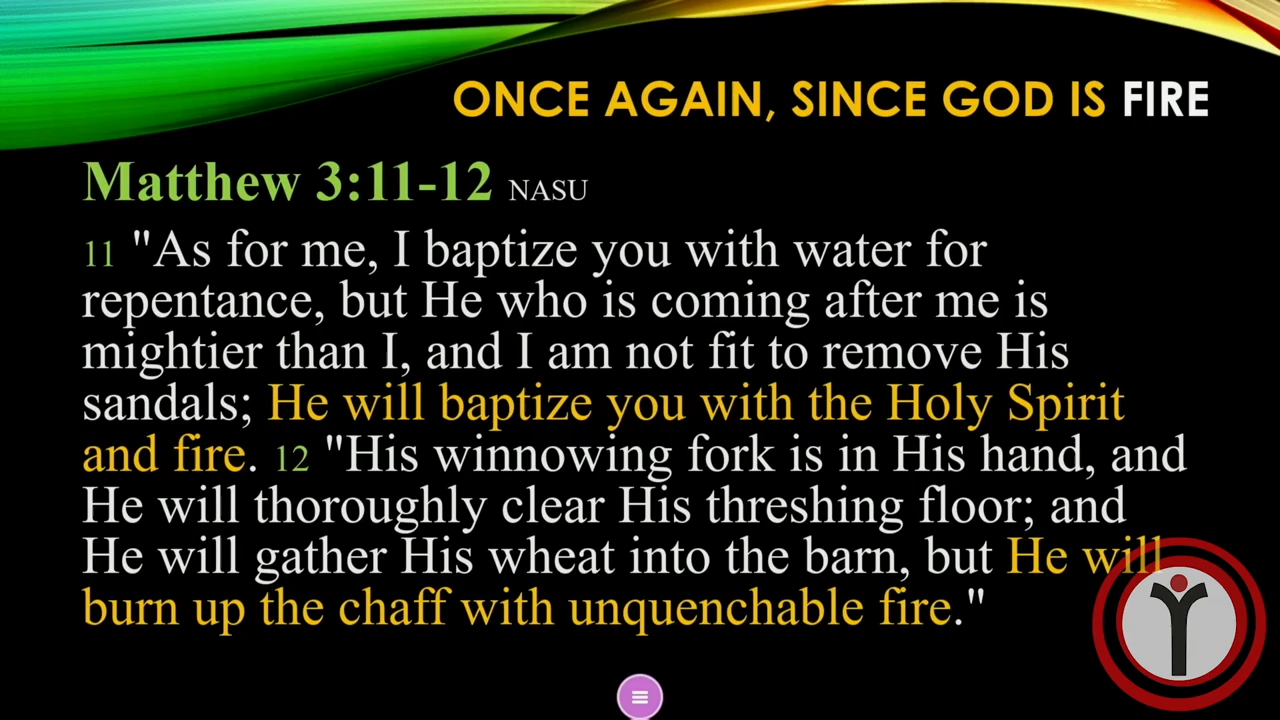 ONCE AGAIN, SINCE GOD IS FIRE
Matthew 3:11-12 NASU
11 "As for me, I baptize you with water for
repentance, but He who is coming after me is
mightier than I, and I am not fit to remove His
sandals; He will baptize you with the Holy Spirit
and fire. 12 "His winnowing fork is in His hand, and
He will thoroughly clear His threshing floor; and
He will gather His wheat into the barn, but He will
burn up the chaff with unquenchable fire."